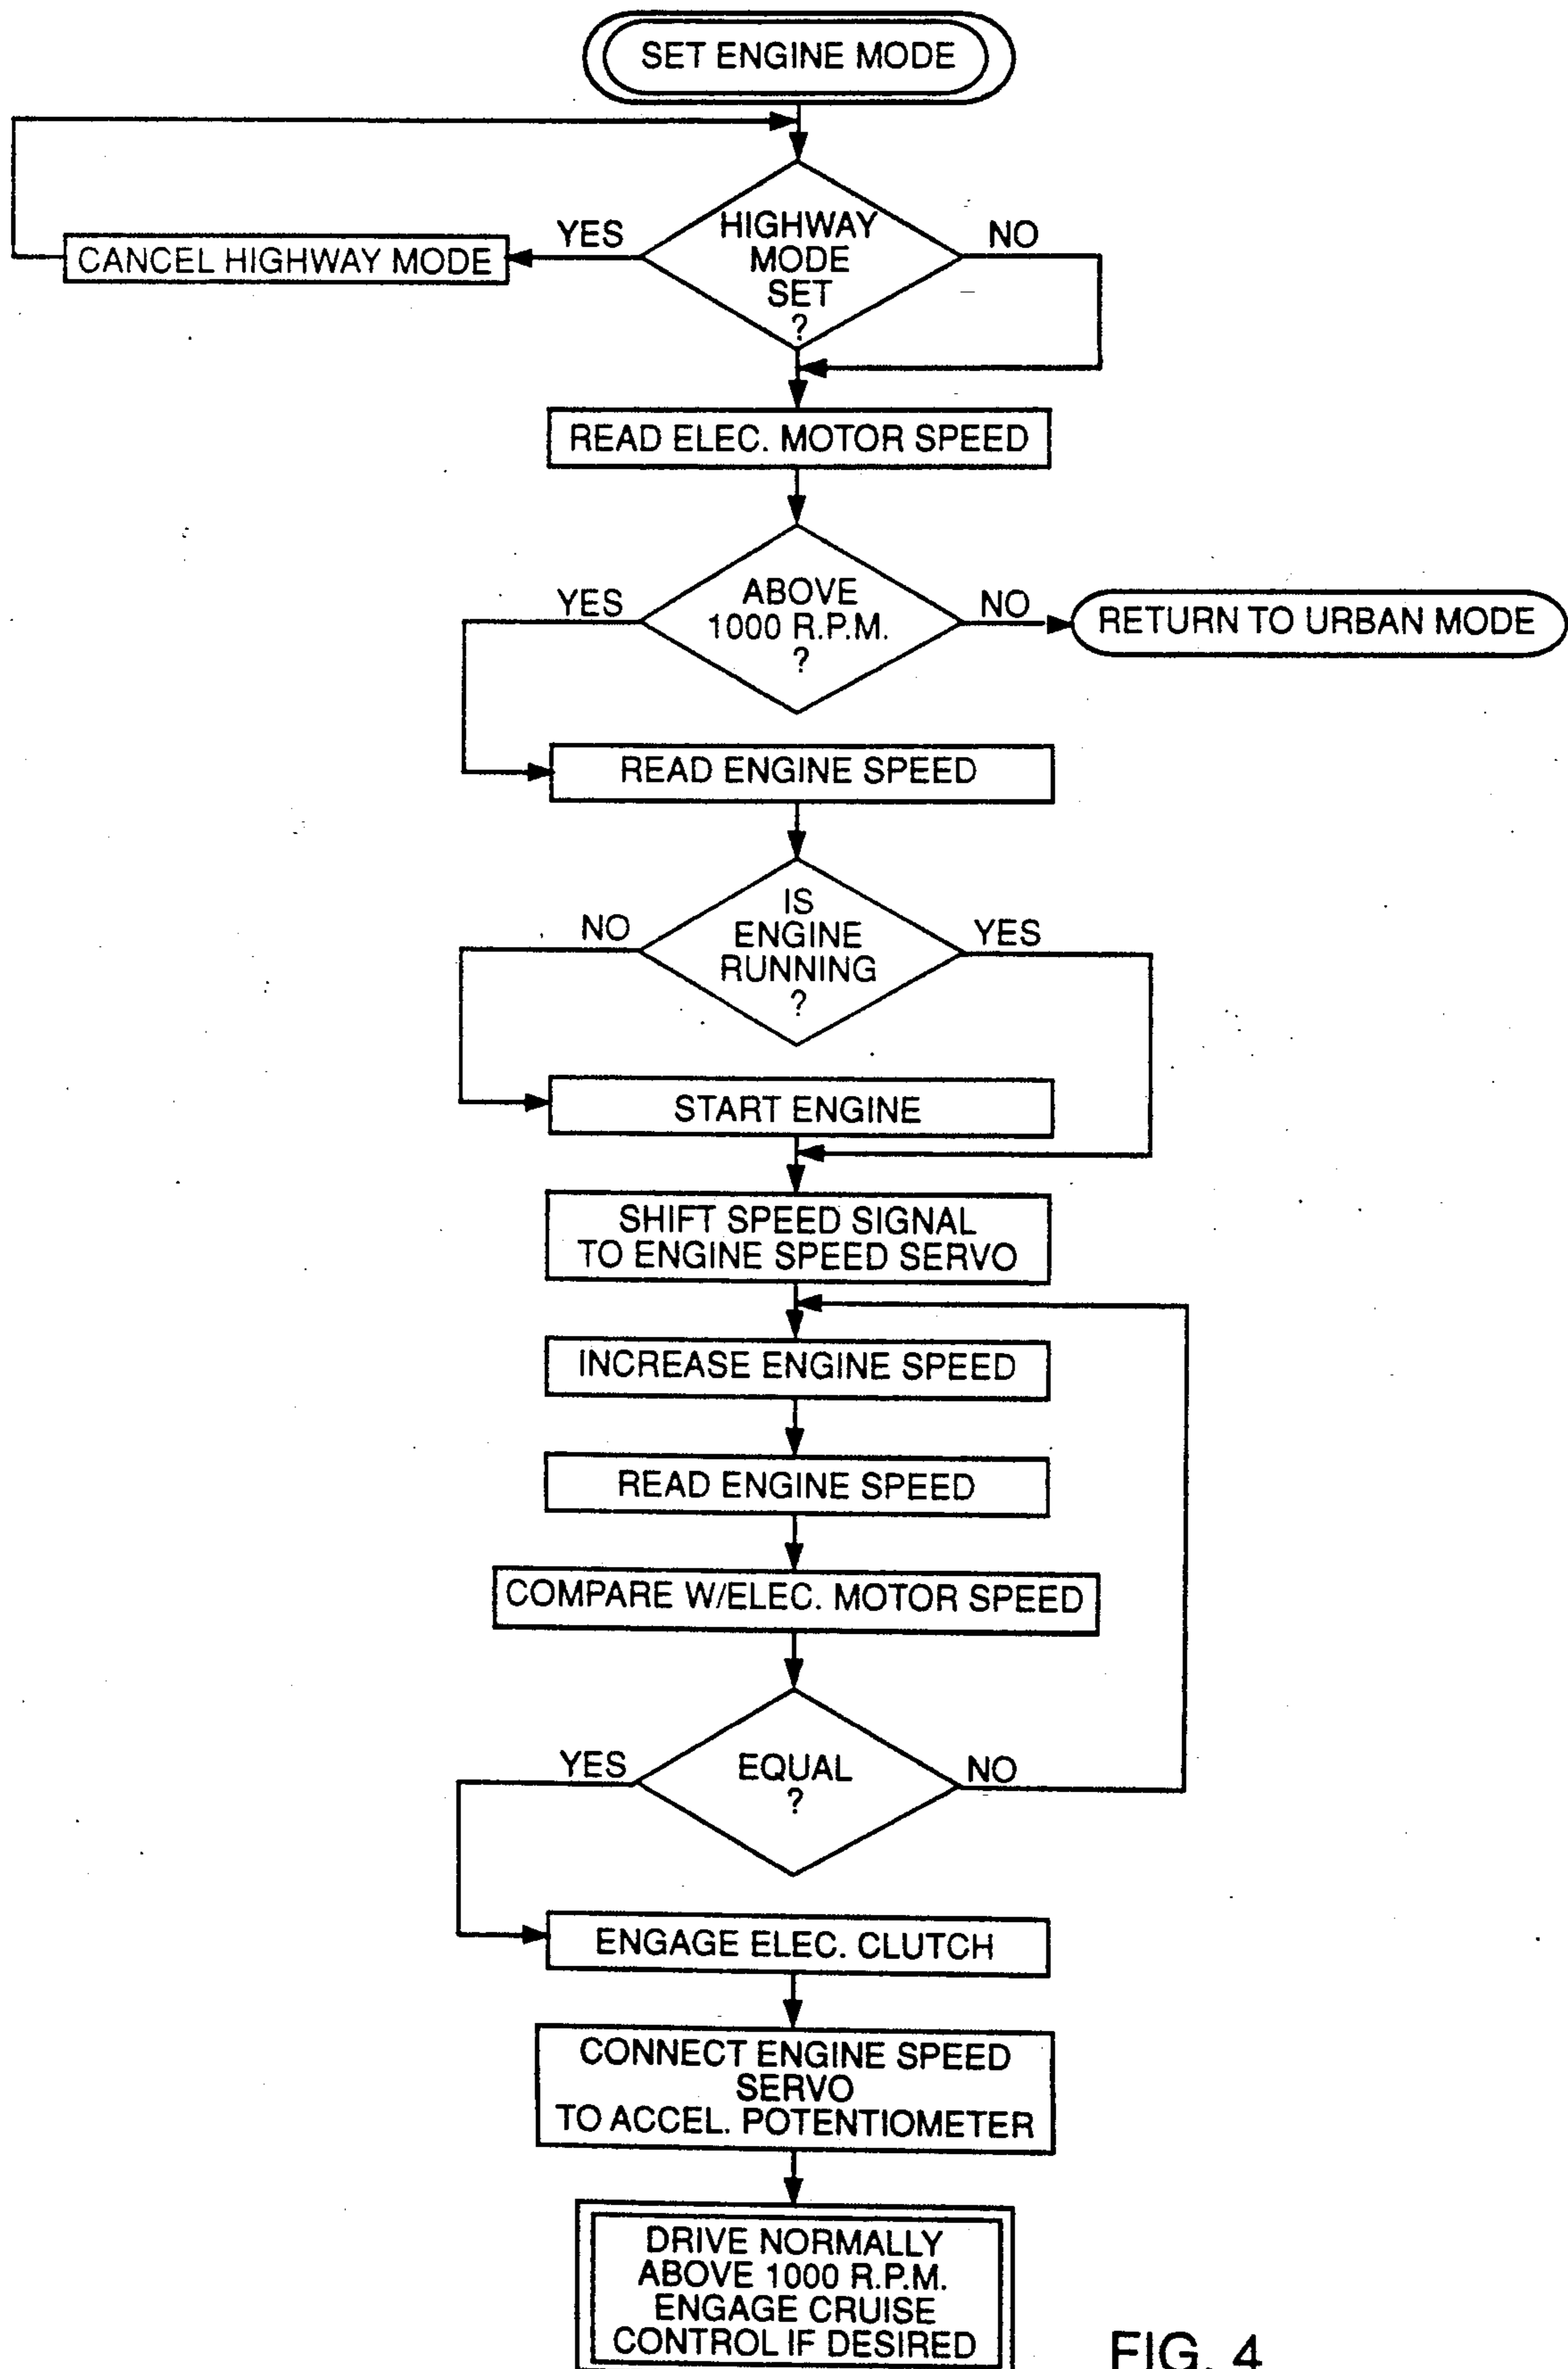 SET ENGINE MODE
YES
HIGHWAY
MODE
SET
?
NO
CANCEL HIGHWAY MODE
READ ELEC. MOTOR SPEED
YES
ABOVE
1000 R.P.M.
?
NO
RETURN TO URBAN MODE
READ ENGINE SPEED
NO
IS
ENGINE
RUNNING
?
YES
START ENGINE
SHIFT SPEED SIGNAL
TO ENGINE SPEED SERVO
INCREASE ENGINE SPEED
READ ENGINE SPEED
COMPARE W/ELEC. MOTOR SPEED
YES
EQUAL
?
NO
ENGAGE ELEC. CLUTCH
CONNECT ENGINE SPEED
SERVO
TO ACCEL. POTENTIOMETER
DRIVE NORMALLY
ABOVE 1000 R.P.M.
ENGAGE CRUISE
CONTROL IF DESIRED
FIG. 4